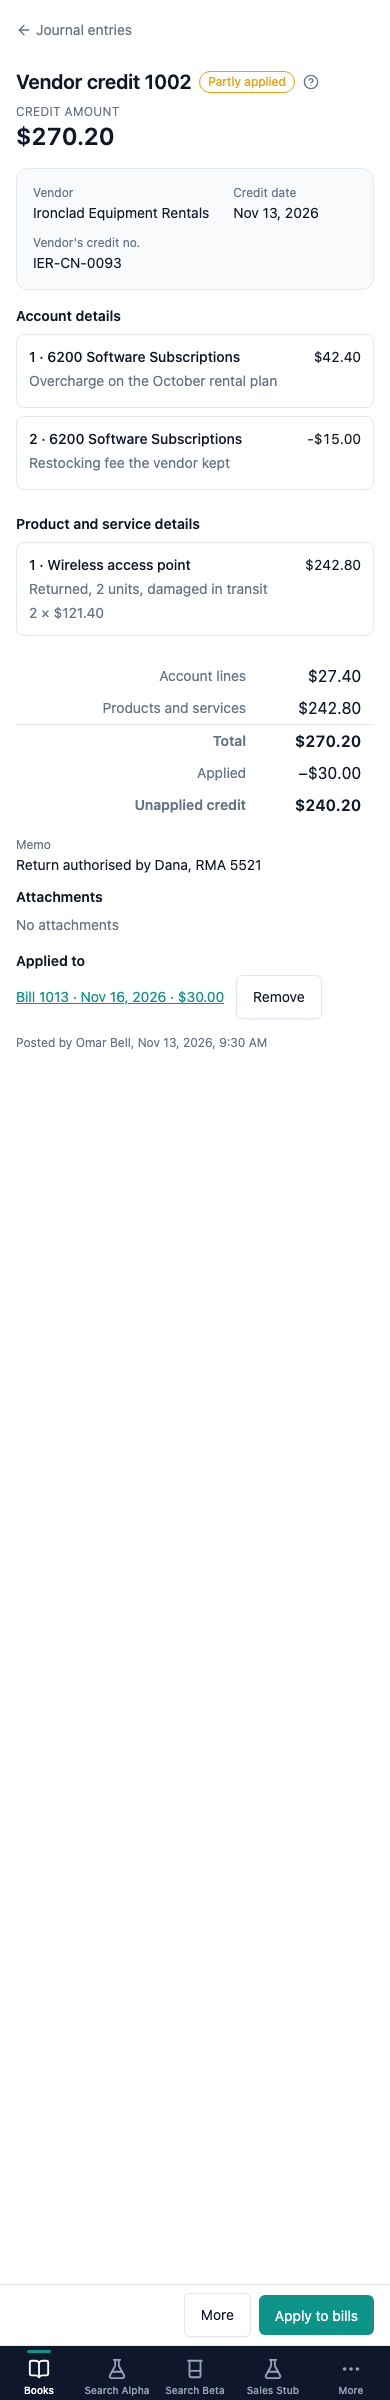 Journal entries
Vendor credit 1002 Partly applied
CREDIT AMOUNT
$270.20
Vendor Credit date
Ironclad Equipment Rentals Nov 13, 2026
Vendor's credit no.
IER-CN-0093
Account details
1 · 6200 Software Subscriptions $42.40
Overcharge on the October rental plan
2 · 6200 Software Subscriptions -$15.00
Restocking fee the vendor kept
Product and service details
1 · Wireless access point $242.80
Returned, 2 units, damaged in transit
2 × $121.40
Account lines $27.40
Products and services $242.80
Total $270.20
Applied –$30.00
Unapplied credit $240.20
Memo
Return authorised by Dana, RMA 5521
Attachments
No attachments
Applied to
Bill 1013 · Nov 16, 2026 · $30.00 Remove
Posted by Omar Bell, Nov 13, 2026, 9:30 AM
More Apply to bills
Books Search Alpha Search Beta Sales Stub More